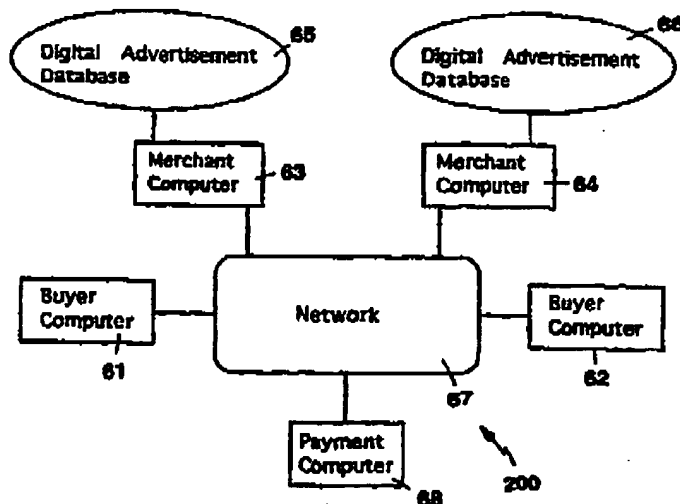 65
Digital Advertisement
Database
66
Digital Advertisement
Database
Merchant
Computer
63
Merchant
Computer
64
Buyer
Computer
61
Network
67
Buyer
Computer
62
Payment
Computer
68
200